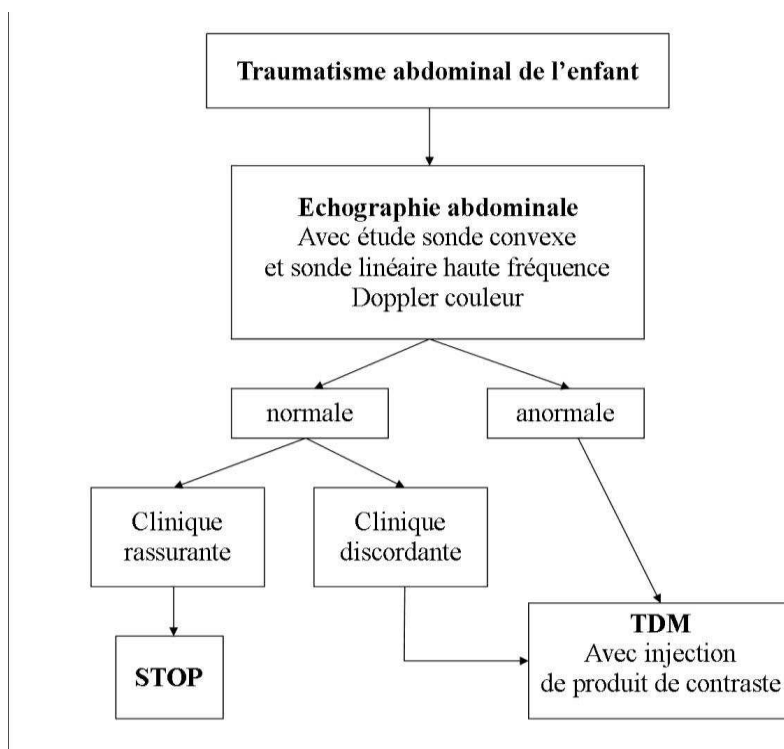 Traumatisme abdominal de l’enfant
Echographie abdominale
Avec étude sonde convexe
et sonde linéaire haute fréquence
Doppler couleur
normale
anormale
Clinique
rassurante
Clinique
discordante
STOP
TDM
Avec injection
de produit de contraste